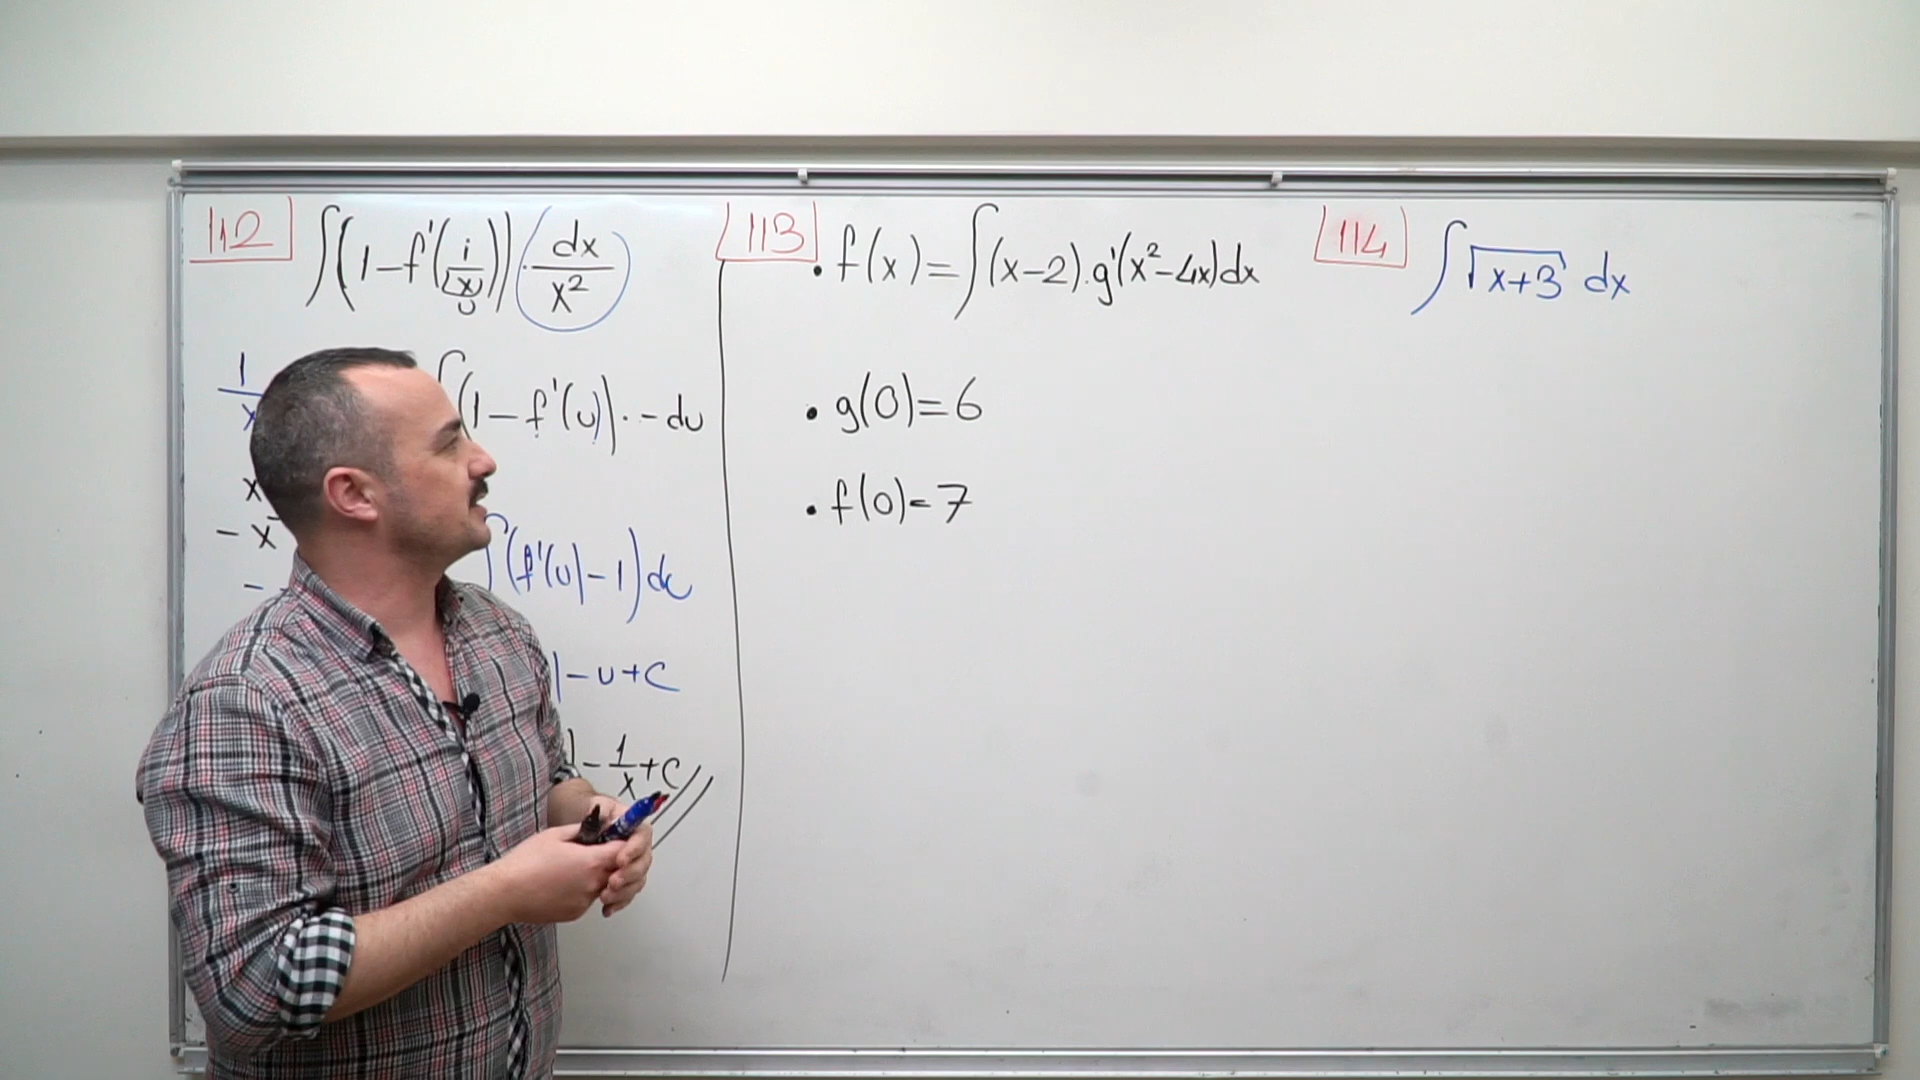 112 ∫(1-f'(1/x))·dx/x²
1/x
∫(1-f'(u))·-du
x
-x
∫(f'(u)-1)du
-
-u+c
-1/x+c
113 • f(x)=∫(x-2).g'(x²-4x)dx
• g(0)=6
• f(0)=7
114 ∫√x+3 dx